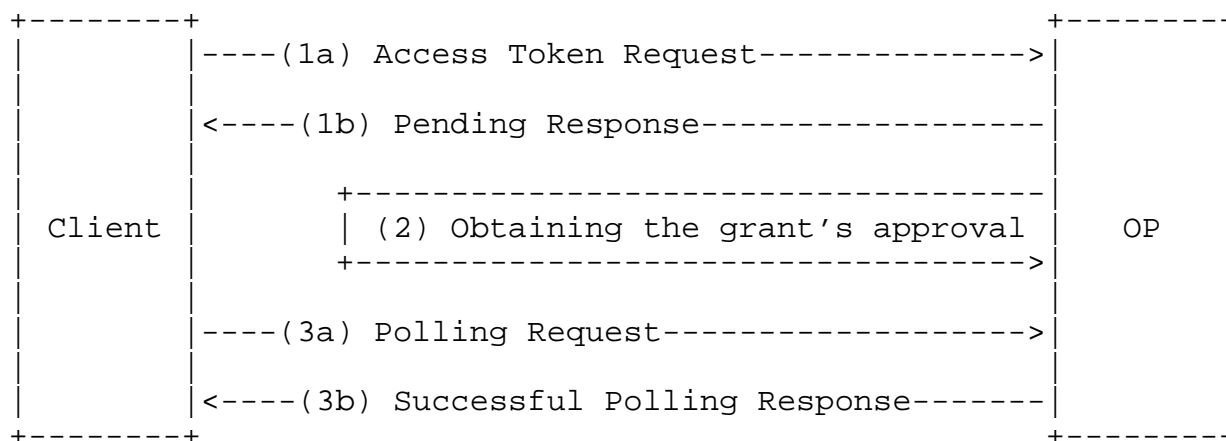 (1a) Access Token Request
(1b) Pending Response
Client (2) Obtaining the grant's approval OP
(3a) Polling Request
(3b) Successful Polling Response